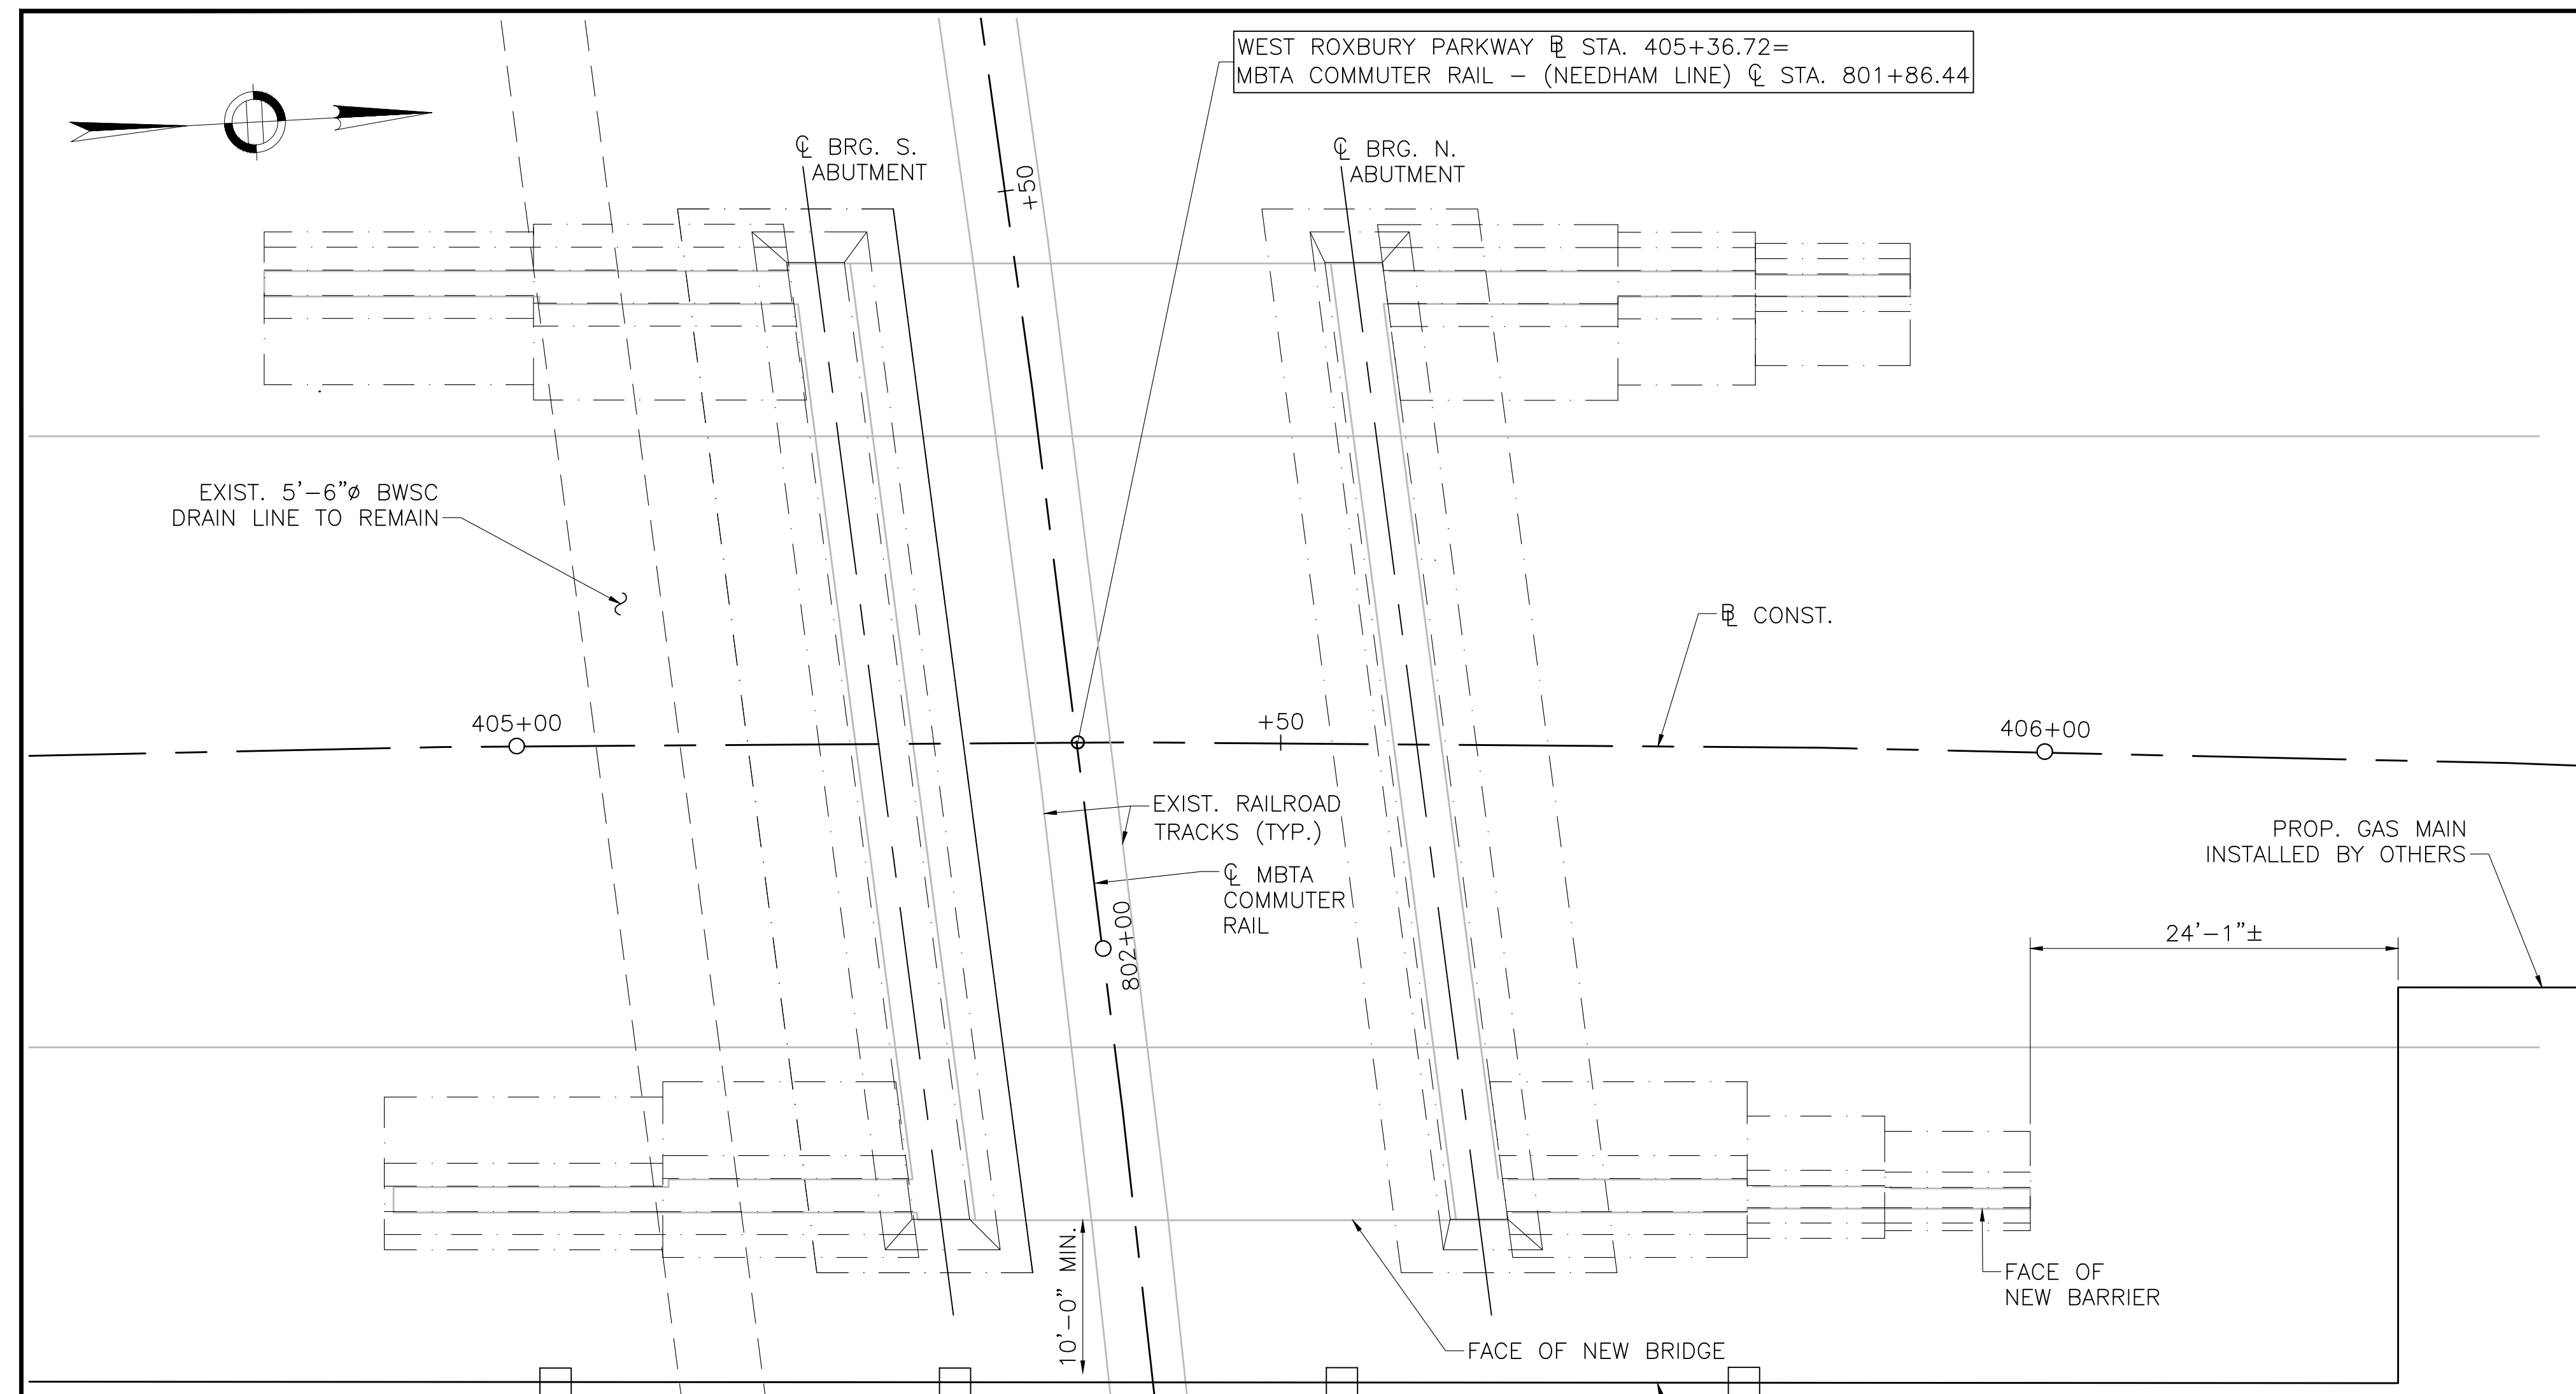 WEST ROXBURY PARKWAY ℄ STA. 405+36.72=
MBTA COMMUTER RAIL – (NEEDHAM LINE) ℄ STA. 801+86.44
℄ BRG. S.
ABUTMENT
+50
℄ BRG. N.
ABUTMENT
EXIST. 5'–6"⌀ BWSC
DRAIN LINE TO REMAIN
BL CONST.
405+00
+50
406+00
EXIST. RAILROAD
TRACKS (TYP.)
℄ MBTA
COMMUTER
RAIL
802+00
PROP. GAS MAIN
INSTALLED BY OTHERS
24'–1"±
10'–0" MIN.
FACE OF
NEW BARRIER
FACE OF NEW BRIDGE